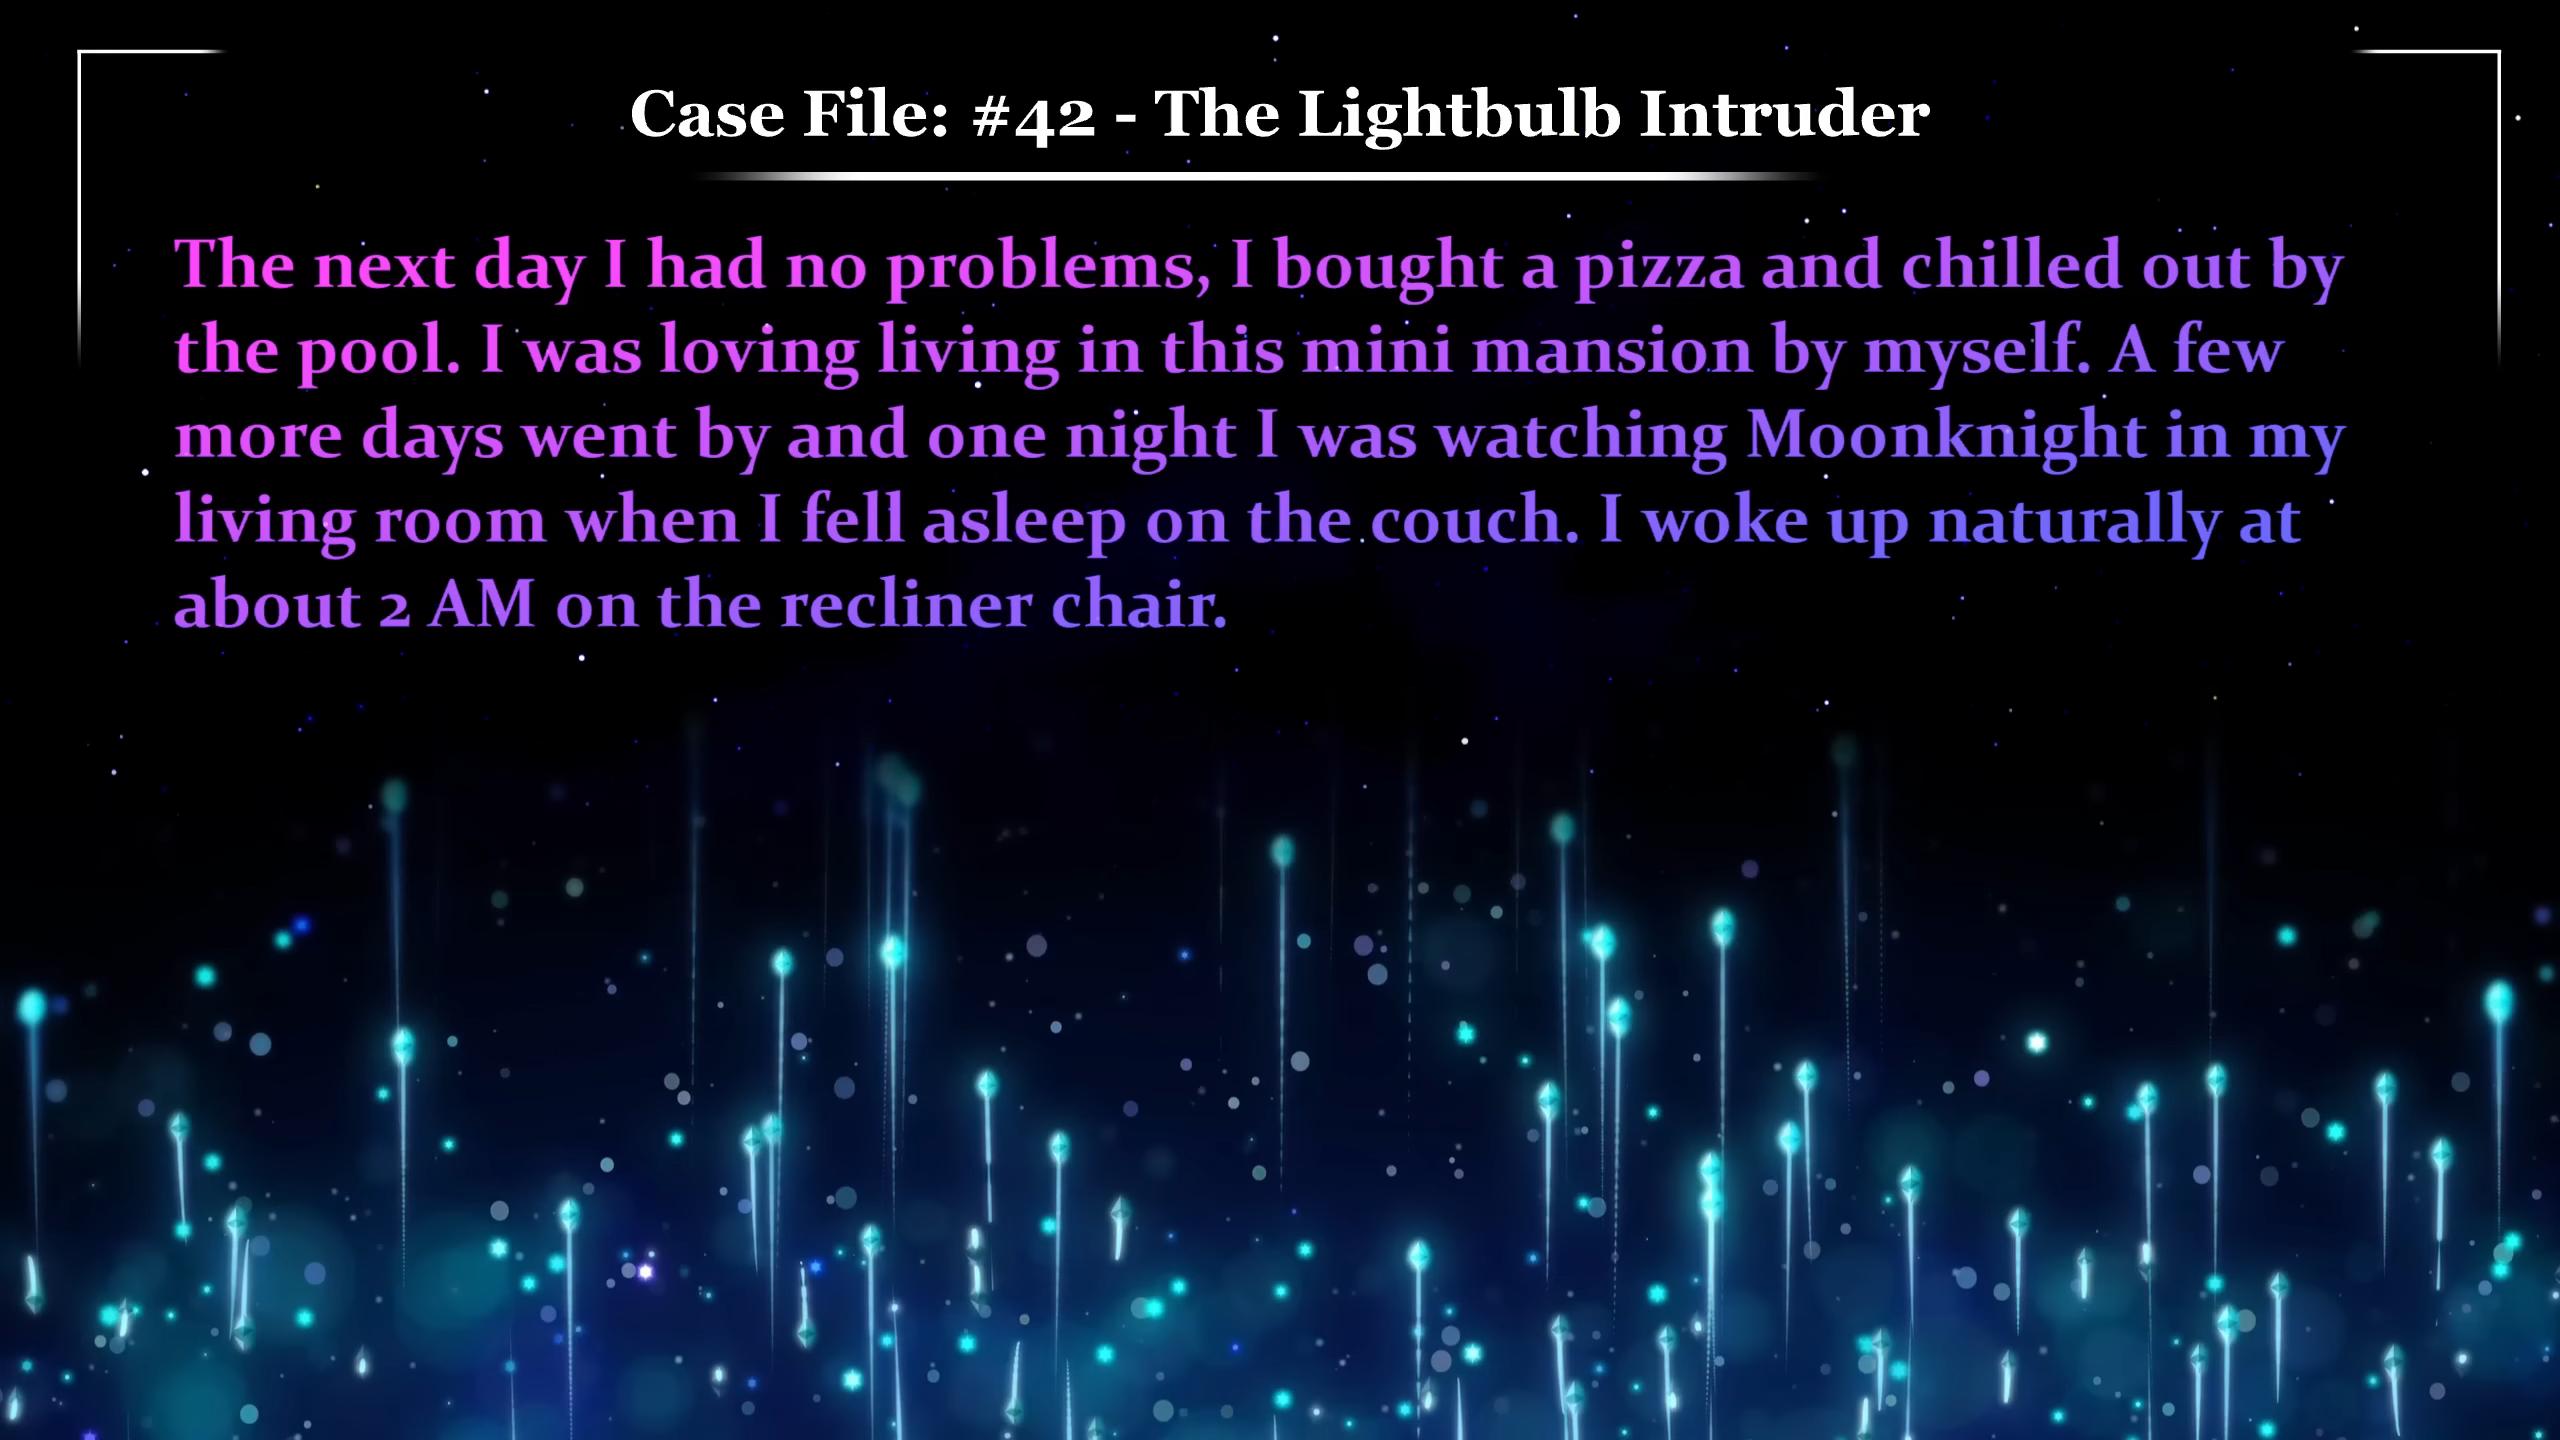 Case File: #42 - The Lightbulb Intruder
The next day I had no problems, I bought a pizza and chilled out by
the pool. I was loving living in this mini mansion by myself. A few
more days went by and one night I was watching Moonknight in my
living room when I fell asleep on the couch. I woke up naturally at
about 2 AM on the recliner chair.